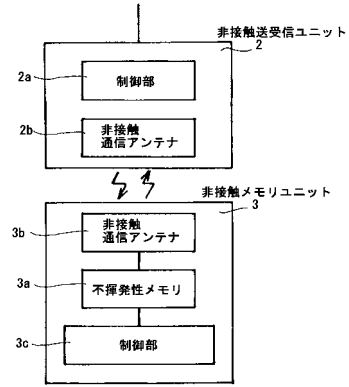 非接触送受信ユニット
2
2a
制御部
2b
非接触
通信アンテナ
非接触メモリユニット
3
3b
非接触
通信アンテナ
3a
不揮発性メモリ
3c
制御部